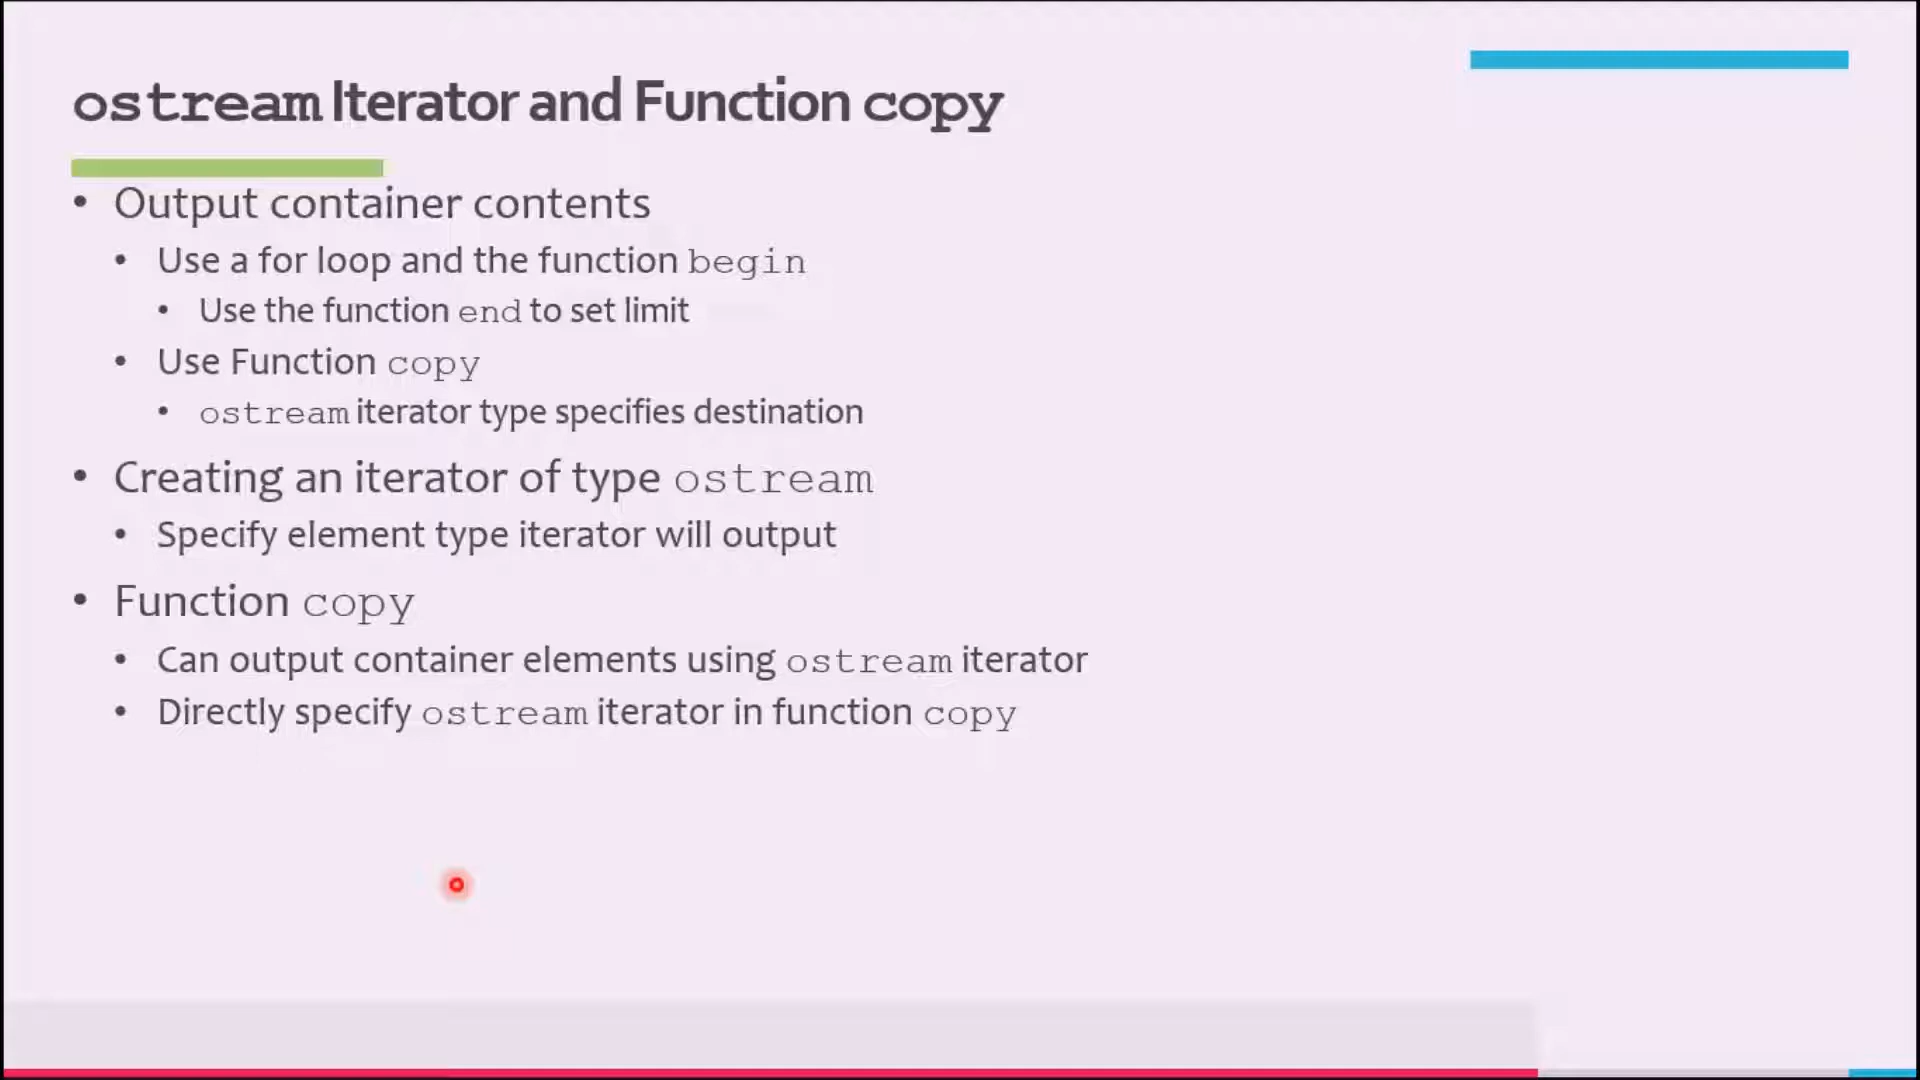 ostream Iterator and Function copy
• Output container contents
• Use a for loop and the function begin
• Use the function end to set limit
• Use Function copy
• ostream iterator type specifies destination
• Creating an iterator of type ostream
• Specify element type iterator will output
• Function copy
• Can output container elements using ostream iterator
• Directly specify ostream iterator in function copy